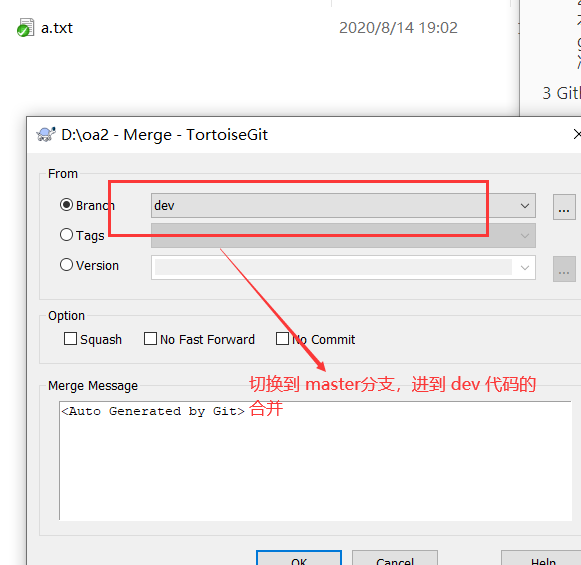 a.txt 2020/8/14 19:02
3 Gitl
D:\oa2 - Merge - TortoiseGit
From
Branch dev ...
Tags
Version ...
Option
Squash No Fast Forward No Commit
Merge Message
切换到 master分支，进到 dev 代码的
合并
<Auto Generated by Git>
OK Cancel Help